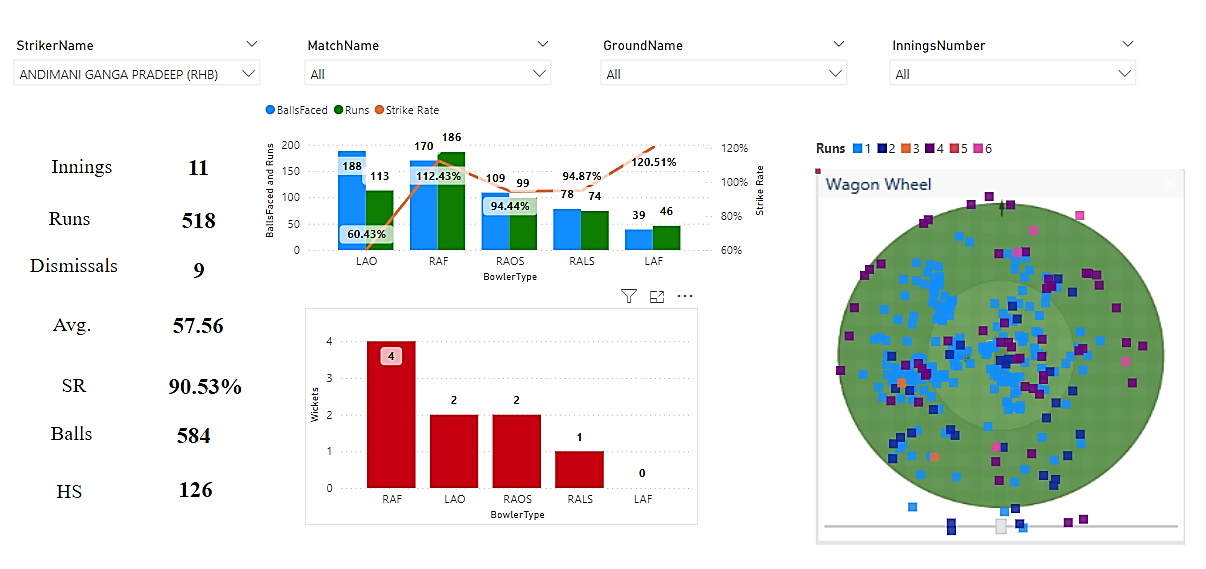 StrikerName
MatchName
GroundName
InningsNumber
ANDIMANI GANGA PRADEEP (RHB)
All
All
All
Innings 11
Runs 518
Dismissals 9
Avg. 57.56
SR 90.53%
Balls 584
HS 126
BallsFaced Runs Strike Rate
BallsFaced and Runs
200
150
100
50
0
188
113
60.43%
170
186
112.43%
109
99
94.44%
94.87%
78
74
120.51%
39
46
120%
100%
80%
60%
Strike Rate
LAO RAF RAOS RALS LAF
BowlerType
Wickets
4
3
2
1
0
4
2
2
1
0
RAF LAO RAOS RALS LAF
BowlerType
Runs 1 2 3 4 5 6
Wagon Wheel